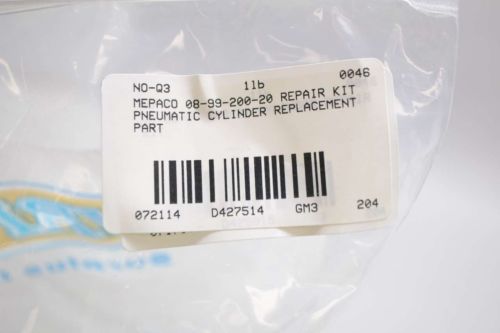 NO-Q3 1lb 0046
MEPACO 08-99-200-20 REPAIR KIT
PNEUMATIC CYLINDER REPLACEMENT
PART
072114 D427514 GM3 204